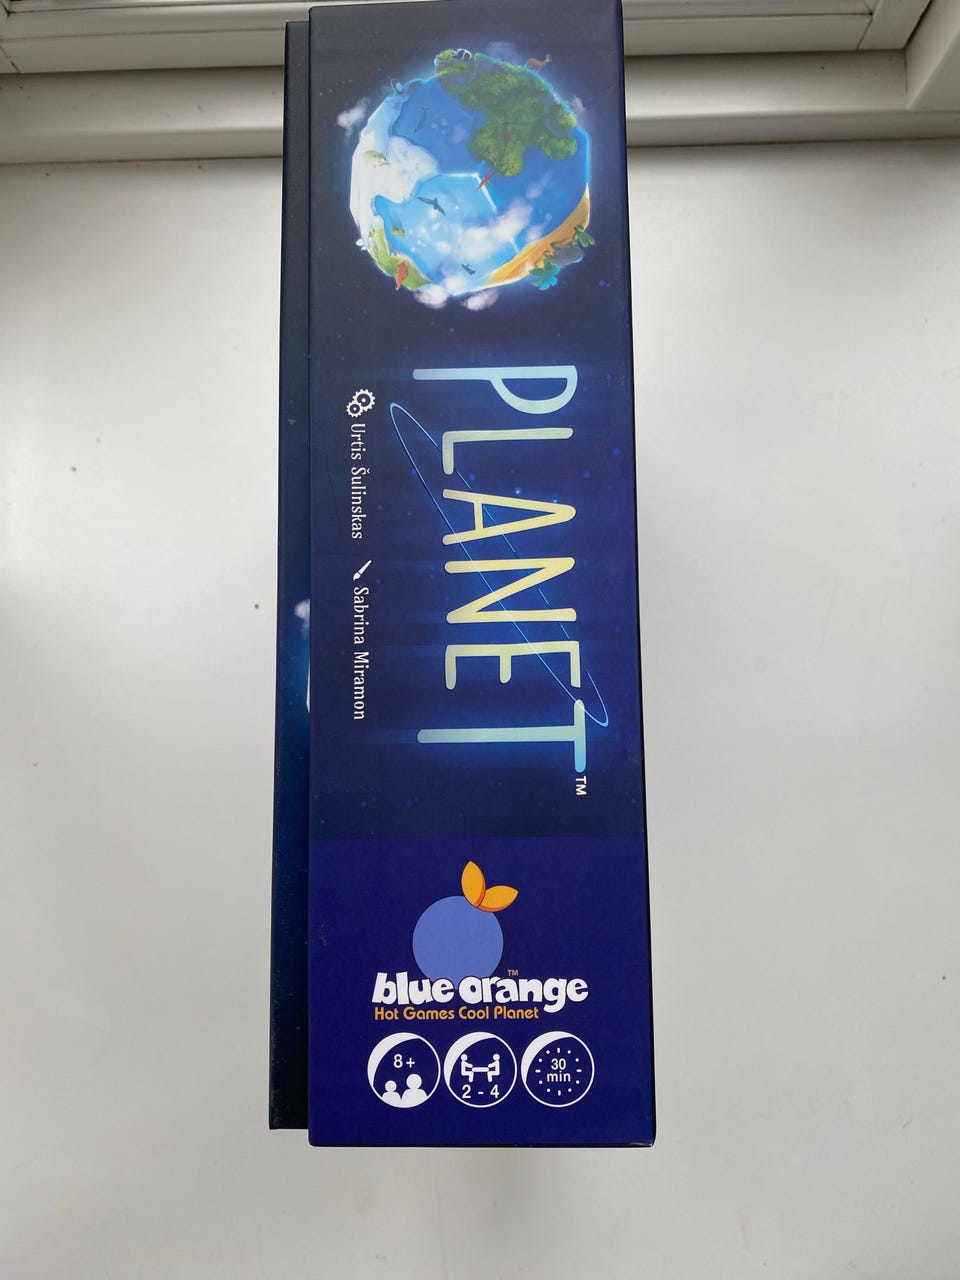 PLANET™
Urtis Šulinskas
Sabrina Miramon
blue orange™
Hot Games Cool Planet
8+
2 - 4
30
min